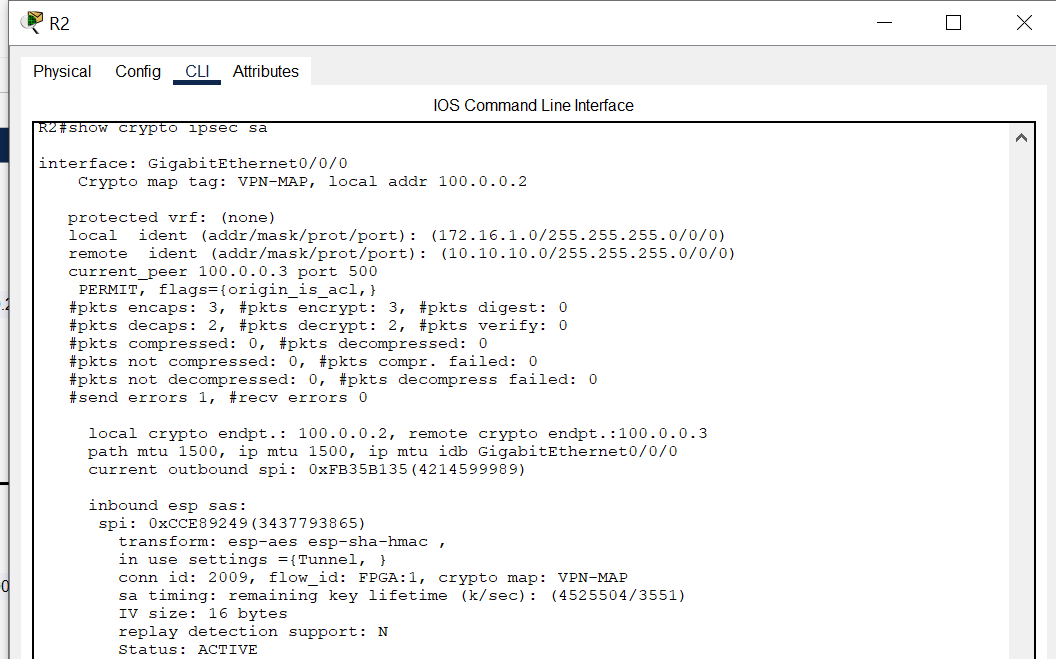 R2
Physical Config CLI Attributes
IOS Command Line Interface
R2#show crypto ipsec sa
interface: GigabitEthernet0/0/0
Crypto map tag: VPN-MAP, local addr 100.0.0.2
protected vrf: (none)
local ident (addr/mask/prot/port): (172.16.1.0/255.255.255.0/0/0)
remote ident (addr/mask/prot/port): (10.10.10.0/255.255.255.0/0/0)
current_peer 100.0.0.3 port 500
PERMIT, flags={origin_is_acl,}
#pkts encaps: 3, #pkts encrypt: 3, #pkts digest: 0
#pkts decaps: 2, #pkts decrypt: 2, #pkts verify: 0
#pkts compressed: 0, #pkts decompressed: 0
#pkts not compressed: 0, #pkts compr. failed: 0
#pkts not decompressed: 0, #pkts decompress failed: 0
#send errors 1, #recv errors 0
local crypto endpt.: 100.0.0.2, remote crypto endpt.:100.0.0.3
path mtu 1500, ip mtu 1500, ip mtu idb GigabitEthernet0/0/0
current outbound spi: 0xFB35B135(4214599989)
inbound esp sas:
spi: 0xCCE89249(3437793865)
transform: esp-aes esp-sha-hmac ,
in use settings ={Tunnel, }
conn id: 2009, flow_id: FPGA:1, crypto map: VPN-MAP
sa timing: remaining key lifetime (k/sec): (4525504/3551)
IV size: 16 bytes
replay detection support: N
Status: ACTIVE